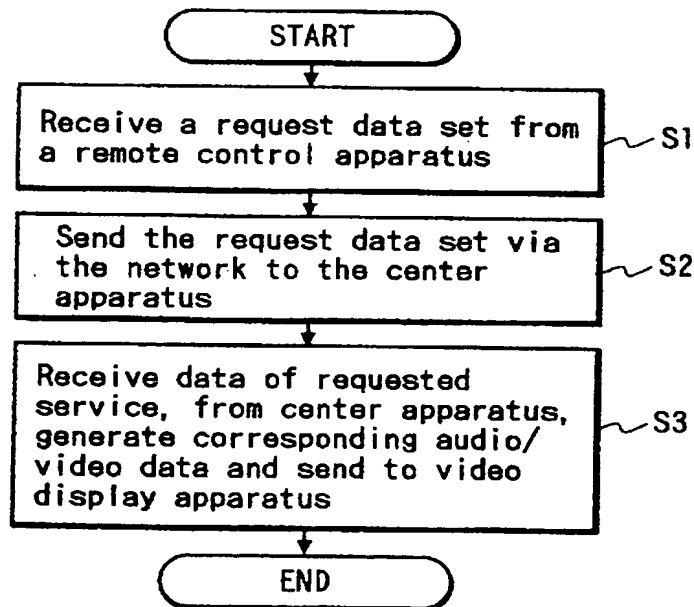 START
Receive a request data set from
a remote control apparatus
S1
Send the request data set via
the network to the center
apparatus
S2
Receive data of requested
service, from center apparatus,
generate corresponding audio/
video data and send to video
display apparatus
S3
END